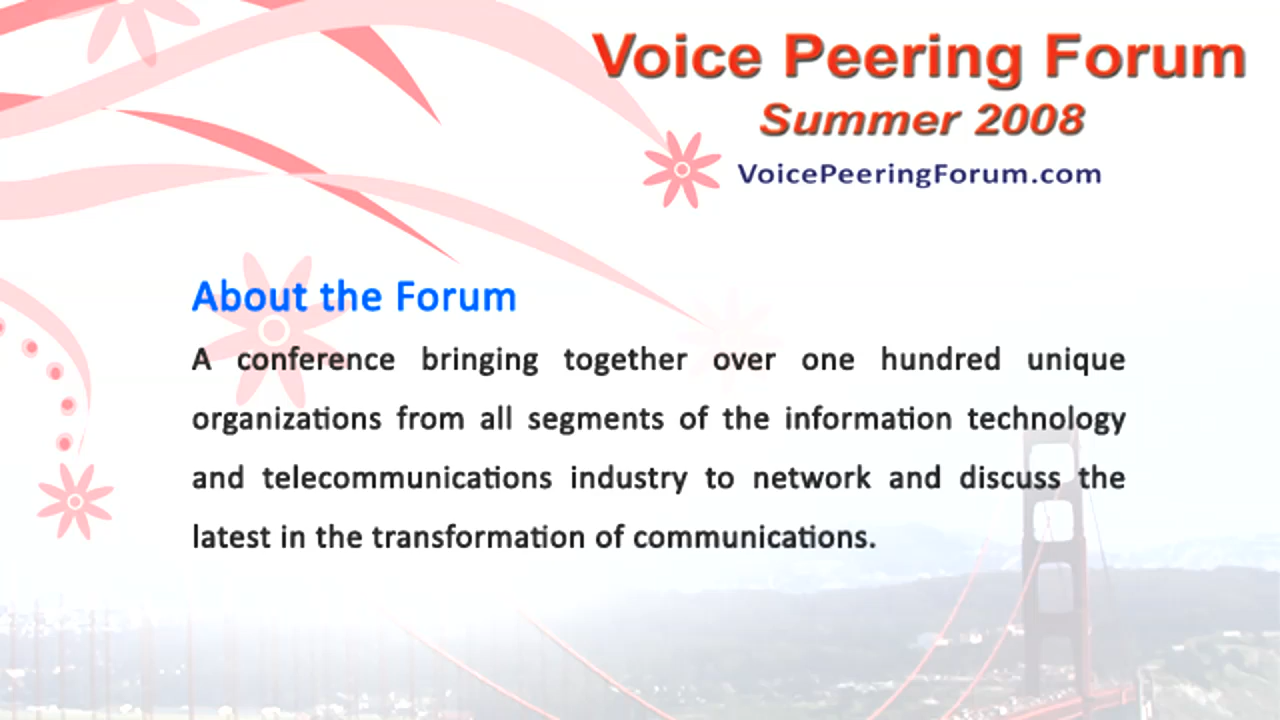 Voice Peering Forum
Summer 2008
VoicePeeringForum.com
About the Forum
A conference bringing together over one hundred unique
organizations from all segments of the information technology
and telecommunications industry to network and discuss the
latest in the transformation of communications.